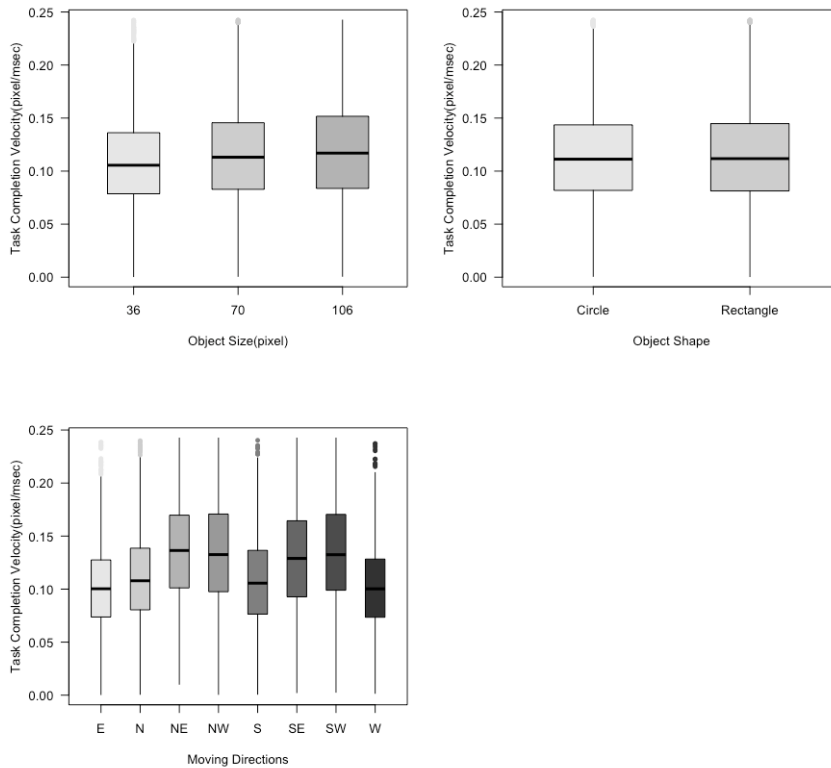 Task Completion Velocity(pixel/msec)
0.25
0.20
0.15
0.10
0.05
0.00
36 70 106
Object Size(pixel)
Task Completion Velocity(pixel/msec)
0.25
0.20
0.15
0.10
0.05
0.00
Circle Rectangle
Object Shape
Task Completion Velocity(pixel/msec)
0.25
0.20
0.15
0.10
0.05
0.00
E N NE NW S SE SW W
Moving Directions